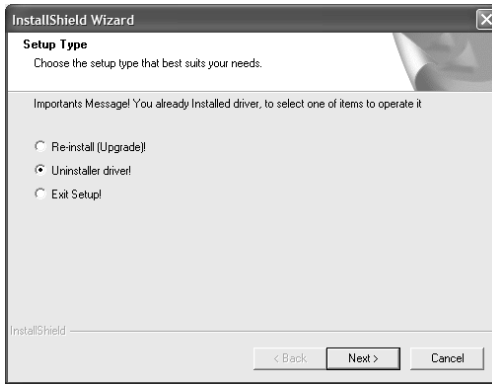 InstallShield Wizard
Setup Type
Choose the setup type that best suits your needs.
Importants Message! You already Installed driver, to select one of items to operate it
Re-install (Upgrade)!
Uninstaller driver!
Exit Setup!
InstallShield
< Back Next > Cancel